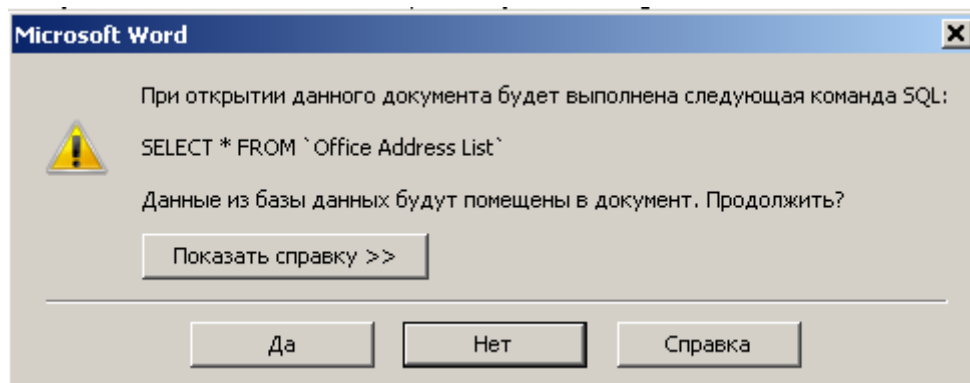 Microsoft Word
При открытии данного документа будет выполнена следующая команда SQL:
SELECT * FROM `Office Address List`
Данные из базы данных будут помещены в документ. Продолжить?
Показать справку >>
Да Нет Справка